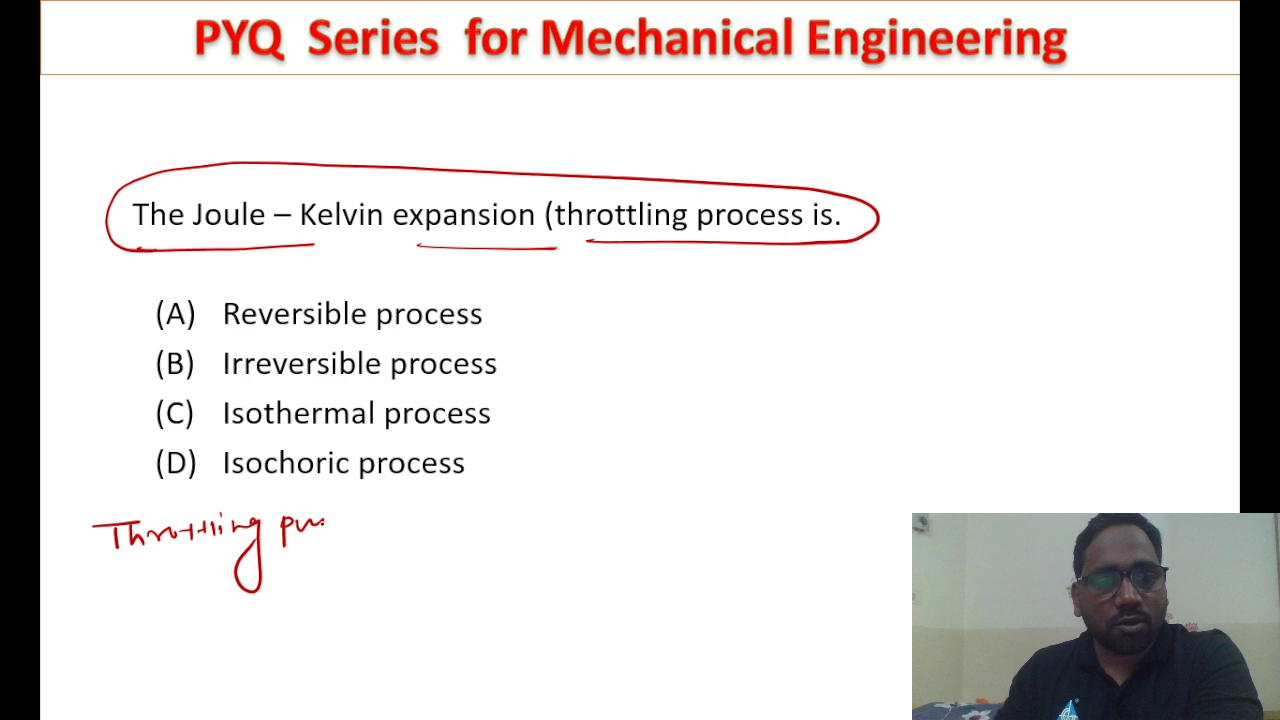 PYQ Series for Mechanical Engineering
The Joule – Kelvin expansion (throttling process is.
(A) Reversible process
(B) Irreversible process
(C) Isothermal process
(D) Isochoric process
Throttling